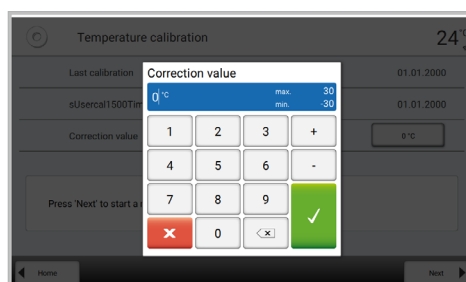 Temperature calibration
24°
Last calibration
01.01.2000
sUsercal1500Tim
01.01.2000
Correction value
0 °C
Press 'Next' to start a
Correction value
0 °C
max. 30
min. -30
1 2 3 +
4 5 6 -
7 8 9
X 0 x
Home
Next